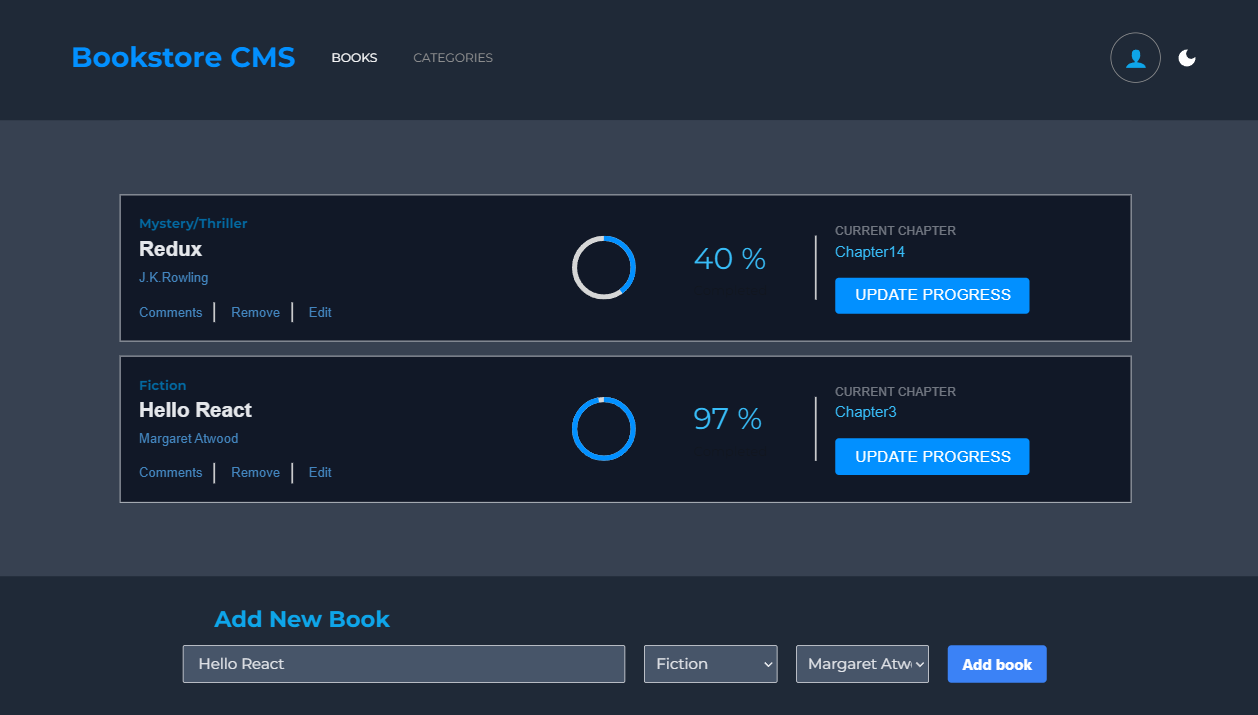 Bookstore CMS
BOOKS
CATEGORIES
Mystery/Thriller
Redux
J.K.Rowling
Comments
Remove
Edit
40 %
CURRENT CHAPTER
Chapter14
UPDATE PROGRESS
Fiction
Hello React
Margaret Atwood
Comments
Remove
Edit
97 %
CURRENT CHAPTER
Chapter3
UPDATE PROGRESS
Add New Book
Hello React
Fiction
Margaret Atw
Add book